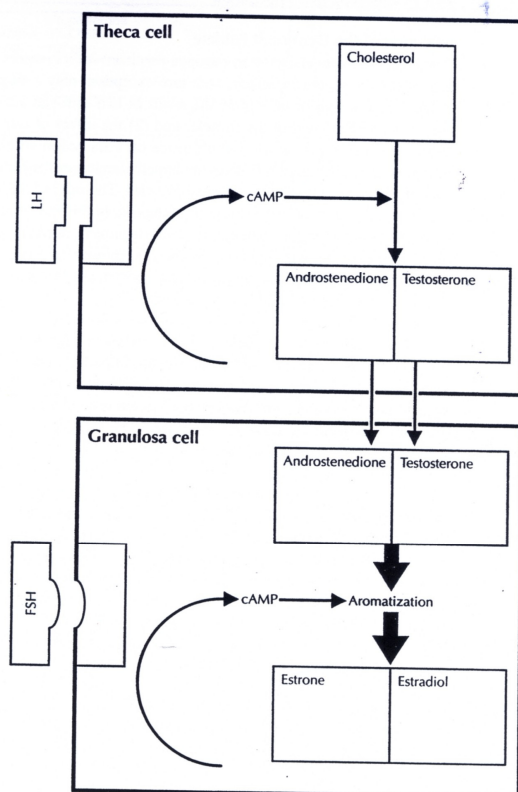 Theca cell
Cholesterol
LH
cAMP
Androstenedione
Testosterone
Granulosa cell
Androstenedione
Testosterone
FSH
cAMP
Aromatization
Estrone
Estradiol